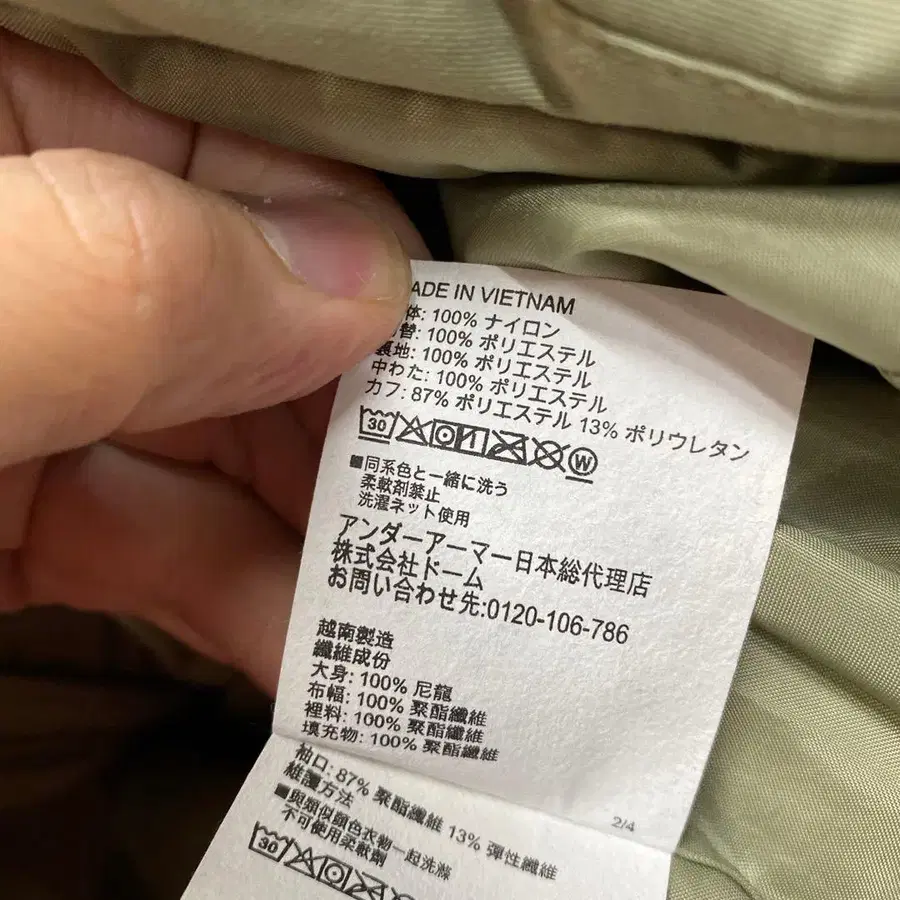 ADE IN VIETNAM
体: 100% ナイロン
替: 100% ポリエステル
裏地: 100% ポリエステル
中わた: 100% ポリエステル
カフ: 87% ポリエステル 13% ポリウレタン
30 W
■同系色と一緒に洗う
柔軟剤禁止
洗濯ネット使用
アンダーアーマー日本総代理店
株式会社ドーム
お問い合わせ先:0120-106-786
越南製造
纖維成份
大身: 100% 尼龍
布幅: 100% 聚酯纖維
裡料: 100% 聚酯纖維
填充物: 100% 聚酯纖維
2/4
袖口: 87% 聚酯纖維 13% 彈性纖維
維護方法
■與類似顏色衣物一起洗滌
不可使用柔軟劑
30